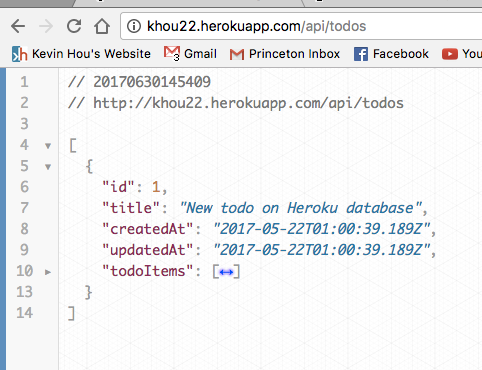 khou22.herokuapp.com/api/todos
Kevin Hou's Website 3 Gmail Princeton Inbox Facebook You
1 // 20170630145409
2 // http://khou22.herokuapp.com/api/todos
3
4 [
5 {
6 "id": 1,
7 "title": "New todo on Heroku database",
8 "createdAt": "2017-05-22T01:00:39.189Z",
9 "updatedAt": "2017-05-22T01:00:39.189Z",
10 "todoItems": [↔]
13 }
14 ]